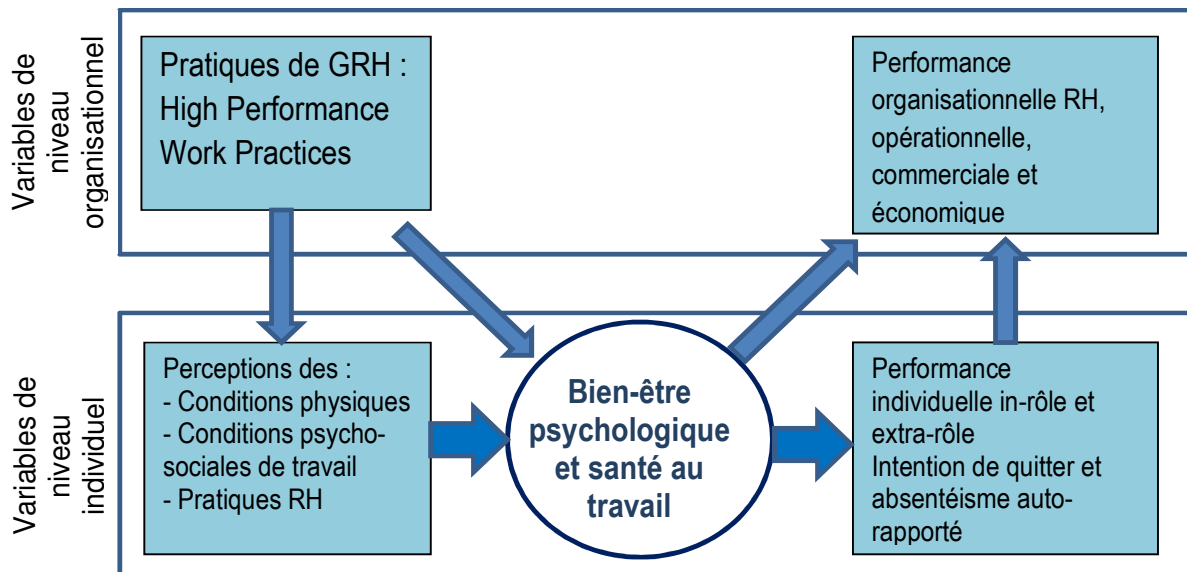 Variables de
niveau
organisationnel
Pratiques de GRH :
High Performance
Work Practices
Performance
organisationnelle RH,
opérationnelle,
commerciale et
économique
Variables de
niveau
individuel
Perceptions des :
- Conditions physiques
- Conditions psycho-
sociales de travail
- Pratiques RH
Bien-être
psychologique
et santé au
travail
Performance
individuelle in-rôle et
extra-rôle
Intention de quitter et
absentéisme auto-
rapporté